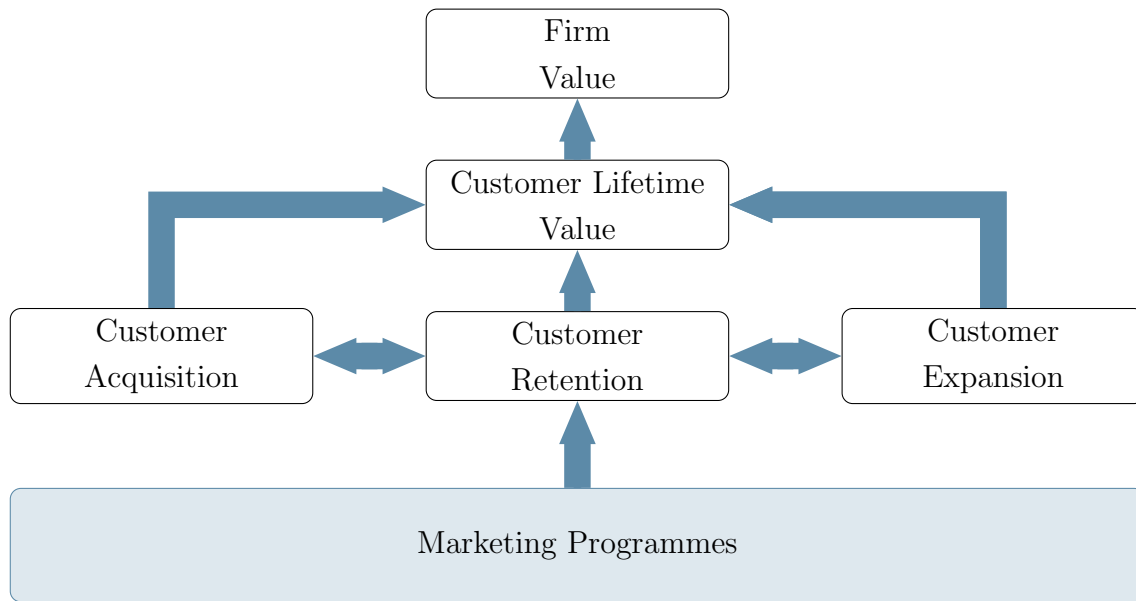 Firm
Value
Customer Lifetime
Value
Customer
Acquisition
Customer
Retention
Customer
Expansion
Marketing Programmes